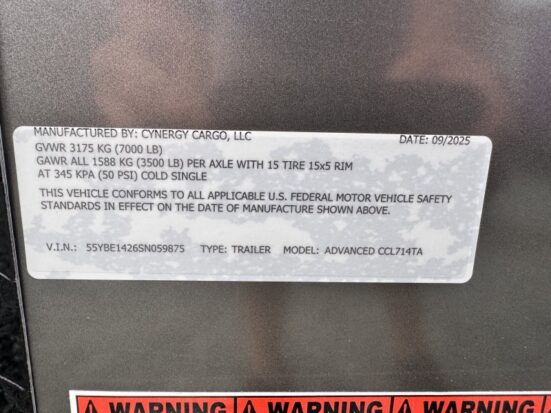 MANUFACTURED BY: CYNERGY CARGO, LLC DATE: 09/2025
GVWR 3175 KG (7000 LB)
GAWR ALL 1588 KG (3500 LB) PER AXLE WITH 15 TIRE 15x5 RIM
AT 345 KPA (50 PSI) COLD SINGLE
THIS VEHICLE CONFORMS TO ALL APPLICABLE U.S. FEDERAL MOTOR VEHICLE SAFETY
STANDARDS IN EFFECT ON THE DATE OF MANUFACTURE SHOWN ABOVE.
V.I.N.: 55YBE1426SN059875 TYPE: TRAILER MODEL: ADVANCED CCL714TA
WARNING WARNING WARNING